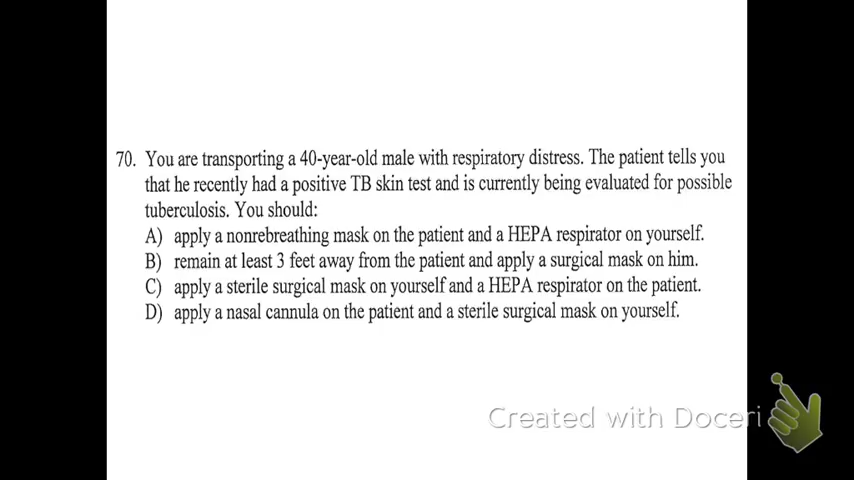 70. You are transporting a 40-year-old male with respiratory distress. The patient tells you
that he recently had a positive TB skin test and is currently being evaluated for possible
tuberculosis. You should:
A) apply a nonrebreathing mask on the patient and a HEPA respirator on yourself.
B) remain at least 3 feet away from the patient and apply a surgical mask on him.
C) apply a sterile surgical mask on yourself and a HEPA respirator on the patient.
D) apply a nasal cannula on the patient and a sterile surgical mask on yourself.
Created with Doceri